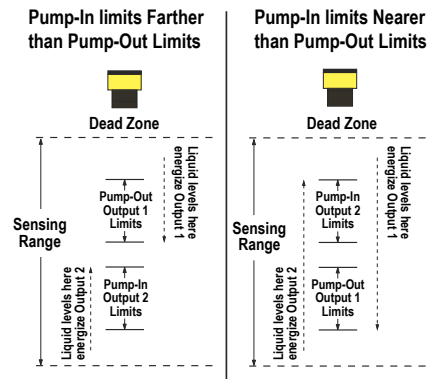 Pump-In limits Farther
than Pump-Out Limits
Dead Zone
Liquid levels here
energize Output 1
Pump-Out
Output 1
Limits
Sensing
Range
Liquid levels here
energize Output 2
Pump-In
Output 2
Limits
Pump-In limits Nearer
than Pump-Out Limits
Dead Zone
Liquid levels here
energize Output 1
Pump-In
Output 2
Limits
Sensing
Range
Liquid levels here
energize Output 2
Pump-Out
Output 1
Limits